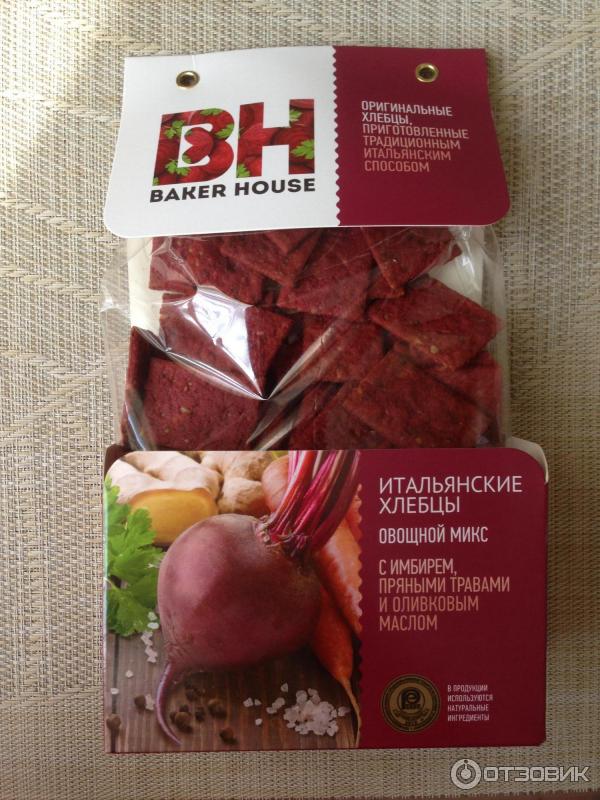 BH
BAKER HOUSE
ОРИГИНАЛЬНЫЕ
ХЛЕБЦЫ,
ПРИГОТОВЛЕННЫЕ
ТРАДИЦИОННЫМ
ИТАЛЬЯНСКИМ
СПОСОБОМ
ИТАЛЬЯНСКИЕ
ХЛЕБЦЫ
ОВОЩНОЙ МИКС
С ИМБИРЕМ,
ПРЯНЫМИ ТРАВАМИ
И ОЛИВКОВЫМ
МАСЛОМ
В ПРОДУКЦИИ
ИСПОЛЬЗУЮТСЯ
НАТУРАЛЬНЫЕ
ИНГРЕДИЕНТЫ
ОТЗОВИК